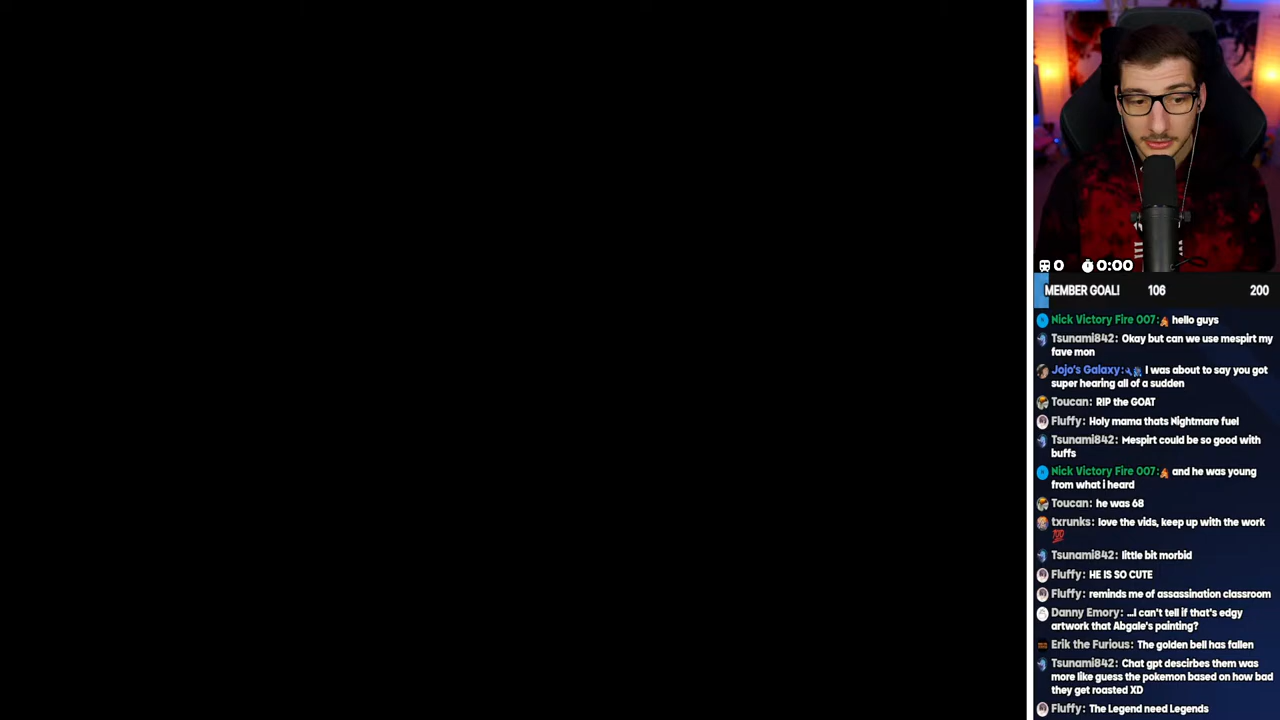 0 0:00
MEMBER GOAL! 106 200
Nick Victory Fire 007: hello guys
Tsunami842: Okay but can we use mespirt my
fave mon
Jojo's Galaxy: I was about to say you got
super hearing all of a sudden
Toucan: RIP the GOAT
Fluffy: Holy mama thats Nightmare fuel
Tsunami842: Mespirt could be so good with
buffs
Nick Victory Fire 007: and he was young
from what i heard
Toucan: he was 68
txrunks: love the vids, keep up with the work
💯
Tsunami842: little bit morbid
Fluffy: HE IS SO CUTE
Fluffy: reminds me of assassination classroom
Danny Emory: ...I can't tell if that's edgy
artwork that Abgale's painting?
Erik the Furious: The golden bell has fallen
Tsunami842: Chat gpt descirbes them was
more like guess the pokemon based on how bad
they get roasted XD
Fluffy: The Legend need Legends